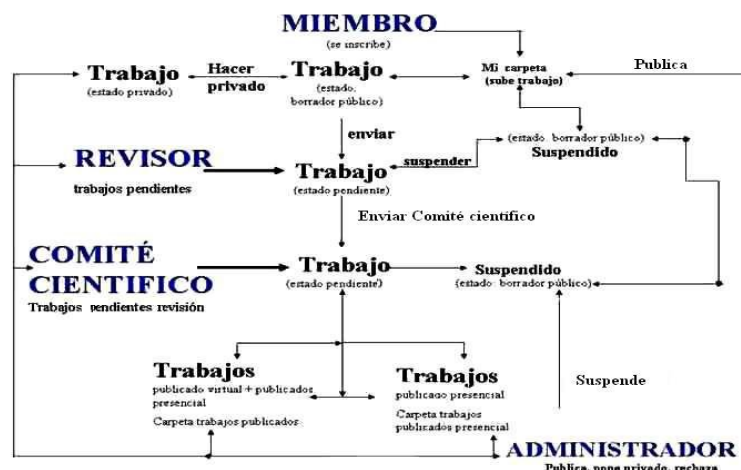 MIEMBRO
(se inscribe)
Trabajo
(estado privado)
Hacer
privado
Trabajo
(estado.
borrador público)
Mi carpeta
(sube trabajo)
Publica
enviar
(estado. borrador público)
Suspendido
suspender
REVISOR
trabajos pendientes
Trabajo
(estado pendiente)
Enviar Comité científico
COMITÉ
CIENTIFICO
Trabajos pendientes revisión
Trabajo
(estado pendiente)
Suspendido
(estado. borrador público)
Trabajos
publicado virtual + publicados
presencial
Carpeta trabajos publicados
Trabajos
publicado presencial
Carpeta trabajos
publicados presencial
Suspende
ADMINISTRADOR
Publica, pone privado, rechaza